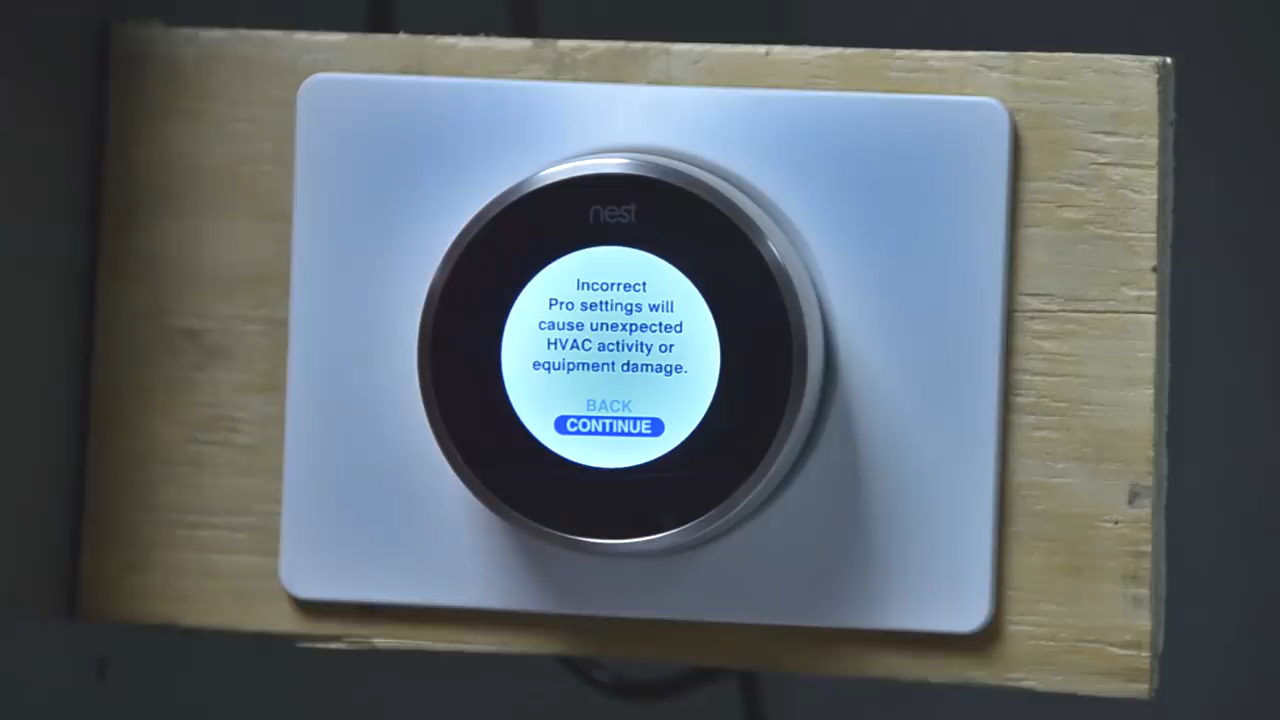 nest
Incorrect
Pro settings will
cause unexpected
HVAC activity or
equipment damage.
BACK
CONTINUE